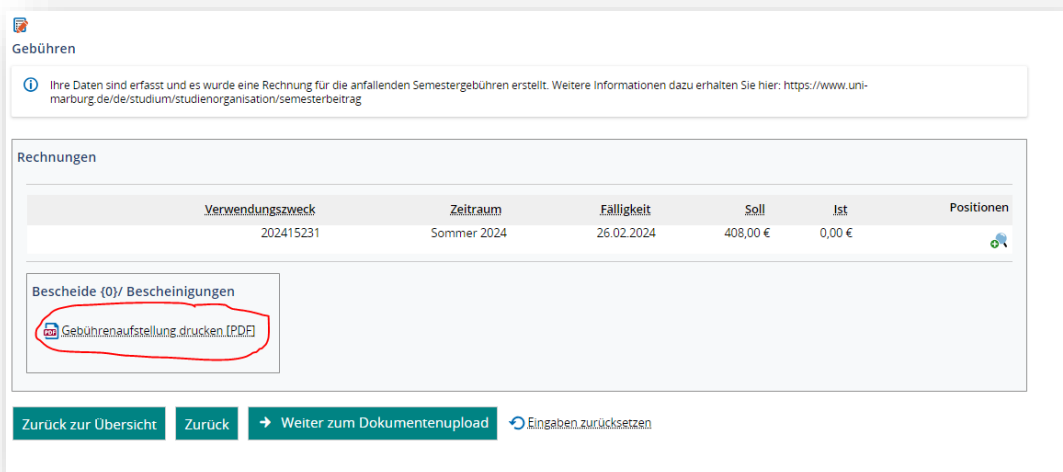 Gebühren
Ihre Daten sind erfasst und es wurde eine Rechnung für die anfallenden Semestergebühren erstellt. Weitere Informationen dazu erhalten Sie hier: https://www.uni-
marburg.de/de/studium/studienorganisation/semesterbeitrag
Rechnungen
Verwendungszweck Zeitraum Fälligkeit Soll Ist Positionen
202415231 Sommer 2024 26.02.2024 408,00 € 0,00 €
Bescheide {0}/ Bescheinigungen
PDF Gebührenaufstellung drucken [PDF]
Zurück zur Übersicht Zurück → Weiter zum Dokumentenupload Eingaben zurücksetzen